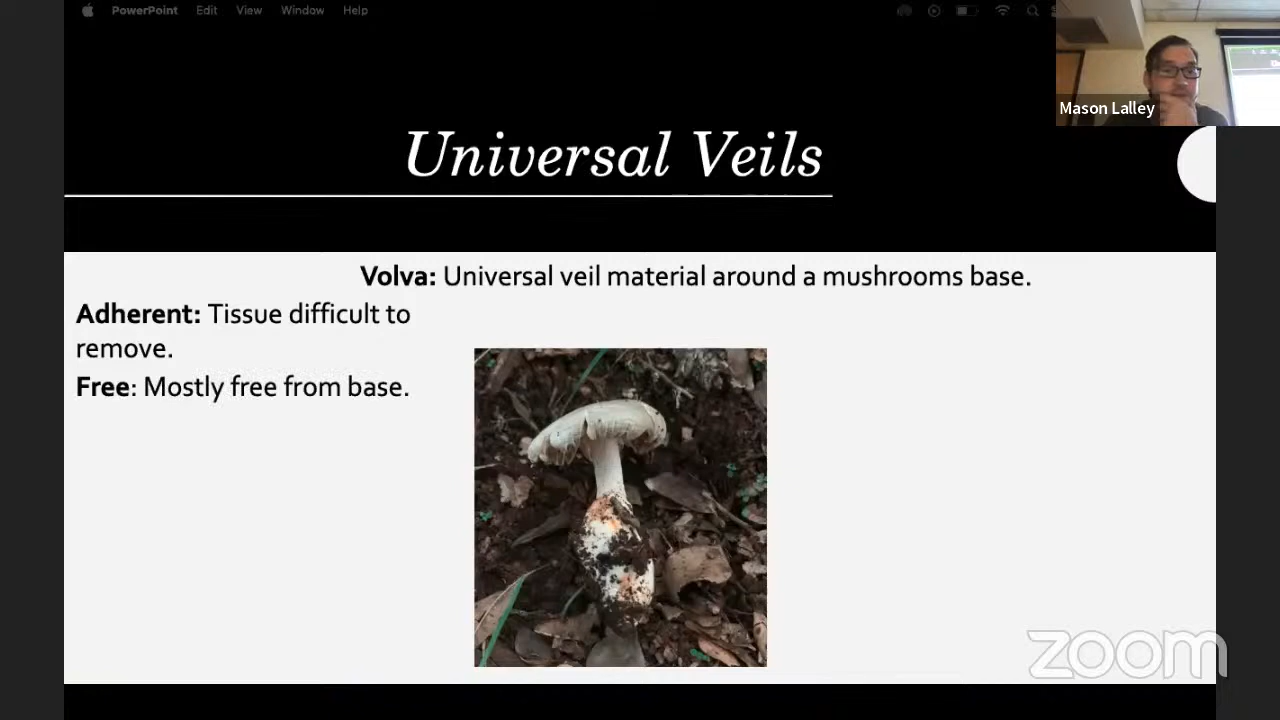 PowerPoint Edit View Window Help
Mason Lalley
Universal Veils
Volva: Universal veil material around a mushrooms base.
Adherent: Tissue difficult to
remove.
Free: Mostly free from base.
zoom